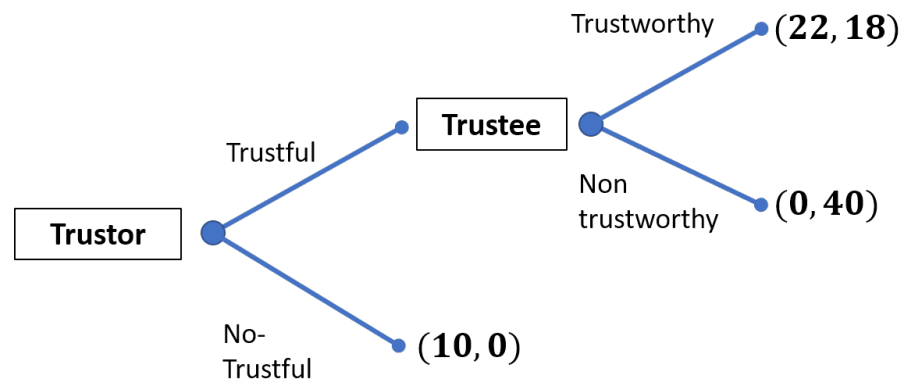 Trustworthy
(22, 18)
Trustee
Trustful
Non
trustworthy
(0, 40)
Trustor
No-
Trustful
(10, 0)